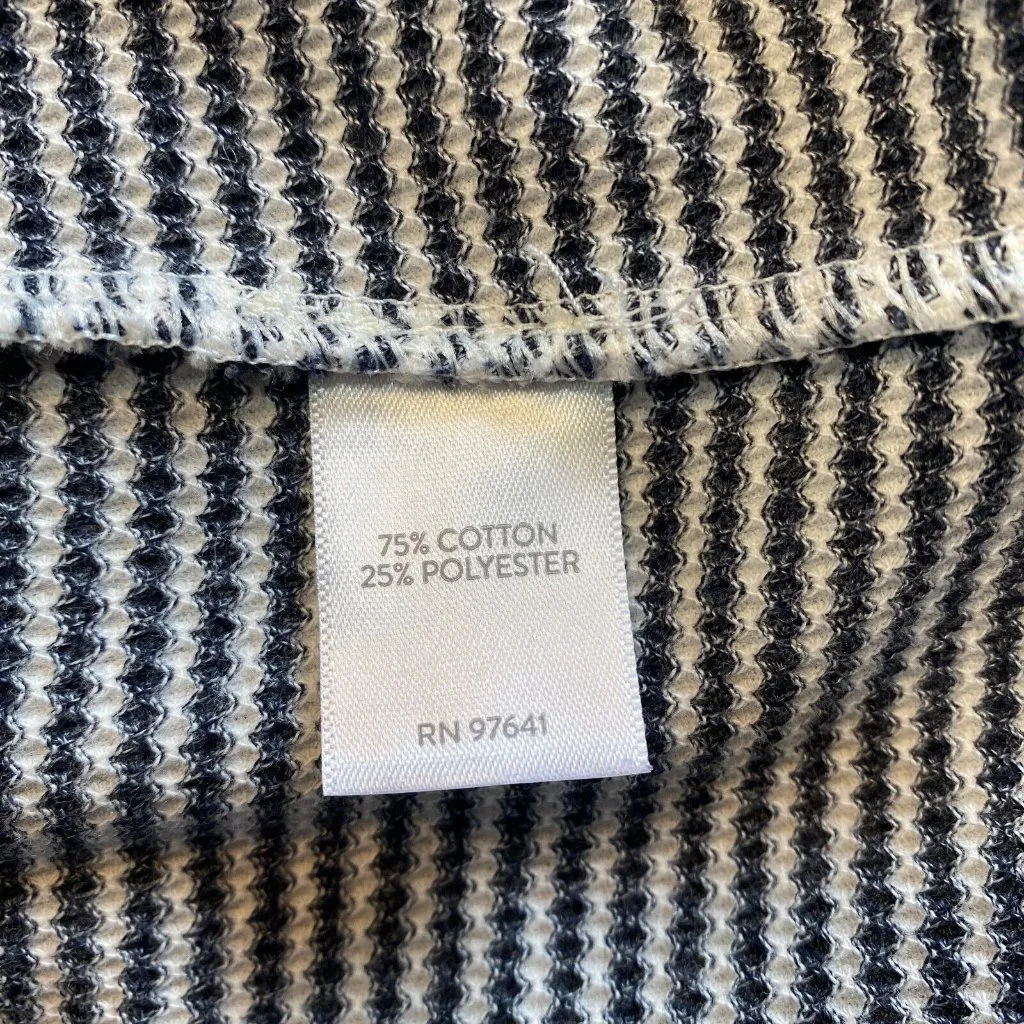 75% COTTON
25% POLYESTER
RN 97641